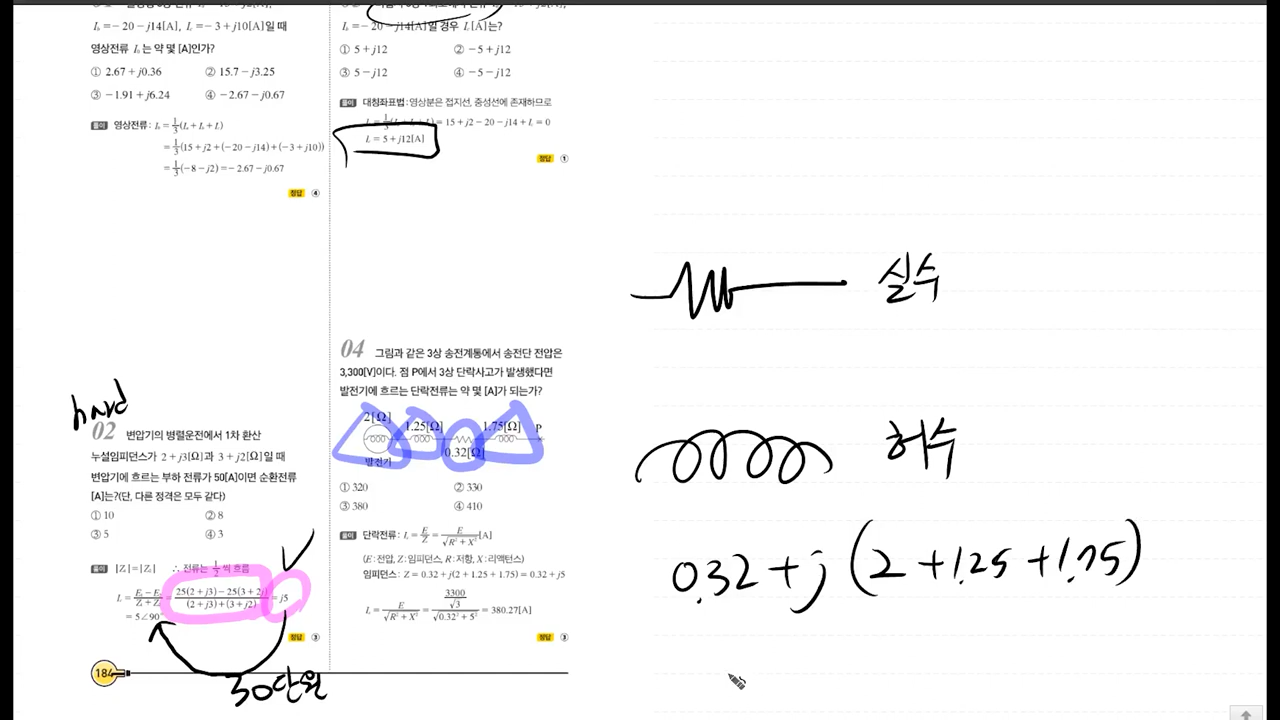 I_b=-20-j14[A], I_c=-3+j10[A]일 때
영상전류 I_0는 약 몇 [A]인가?
① 2.67+j0.36 ② 15.7-j3.25
③ -1.91+j6.24 ④ -2.67-j0.67
풀이 영상전류: I_0=1/3(I_a+I_b+I_c)
=1/3(15+j2+(-20-j14)+(-3+j10))
=1/3(-8-j2)=-2.67-j0.67
정답 ④
hard
02 변압기의 병렬운전에서 1차 환산
누설임피던스가 2+j3[Ω]과 3+j2[Ω]일 때
변압기에 흐르는 부하 전류가 50[A]이면 순환전류
[A]는?(단, 다른 정격은 모두 같다)
① 10 ② 8
③ 5 ④ 3
풀이 ∴ 전류는 1/2씩 흐름
=25(2+j3)-25(3+2j)/(2+j3)+(3+j2)=j5
=5∠90°
정답 ③
184
30단원
I_b=-20-j14[A]일 경우 I_c[A]는?
① 5+j12 ② -5+j12
③ 5-j12 ④ -5-j12
풀이 대칭좌표법: 영상분은 접지선, 중성선에 존재하므로
=15+j2-20-j14+I_c=0
I_c=5+j12[A]
정답 ①
04 그림과 같은 3상 송전계통에서 송전단 전압은
3,300[V]이다. 점 P에서 3상 단락사고가 발생했다면
발전기에 흐르는 단락전류는 약 몇 [A]가 되는가?
2[Ω] 1.25[Ω] 1.75[Ω] P
발전기 0.32[Ω]
① 320 ② 330
③ 380 ④ 410
풀이 단락전류: I_s=E/Z=E/√(R²+X²)[A]
(E: 전압, Z: 임피던스, R: 저항, X: 리액턴스)
임피던스: Z=0.32+j(2+1.25+1.75)=0.32+j5
I_s=E/√(R²+X²)=(3300/√3)/√(0.32²+5²)=380.27[A]
정답 ③
실수
허수
0.32+j(2+1.25+1.75)